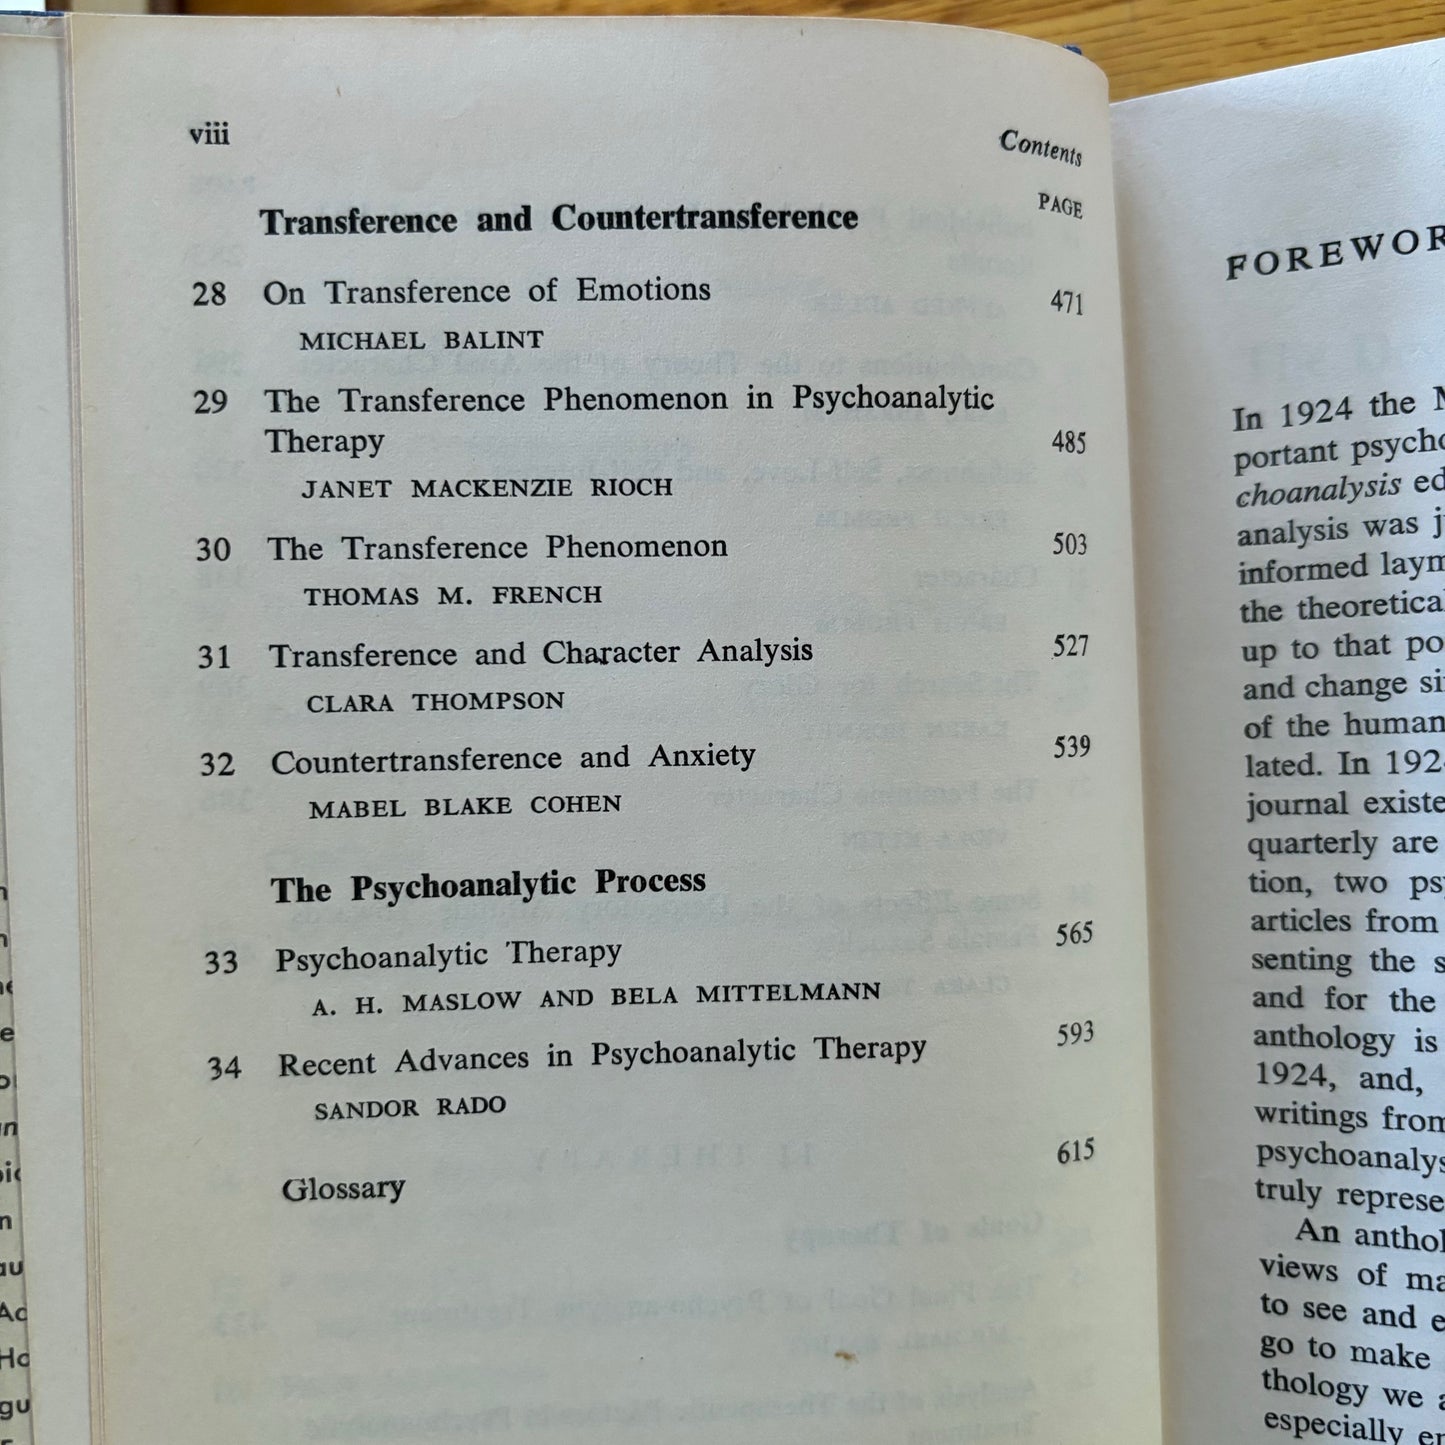 viii
Contents
PAGE
Transference and Countertransference
28 On Transference of Emotions 471
MICHAEL BALINT
29 The Transference Phenomenon in Psychoanalytic
Therapy 485
JANET MACKENZIE RIOCH
30 The Transference Phenomenon 503
THOMAS M. FRENCH
31 Transference and Character Analysis 527
CLARA THOMPSON
32 Countertransference and Anxiety 539
MABEL BLAKE COHEN
The Psychoanalytic Process
33 Psychoanalytic Therapy 565
A. H. MASLOW AND BELA MITTELMANN
34 Recent Advances in Psychoanalytic Therapy 593
SANDOR RADO
Glossary 615
FOREWOR
In 1924 the
portant psycho
choanalysis ed
analysis was
informed laym
the theoretical
up to that po
and change si
of the human
lated. In 192
journal existe
quarterly are
tion, two psy
articles from
senting the s
and for the
anthology is
1924, and,
writings from
psychoanalys
truly represe
An anthol
views of ma
to see and e
go to make
thology we a
especially en